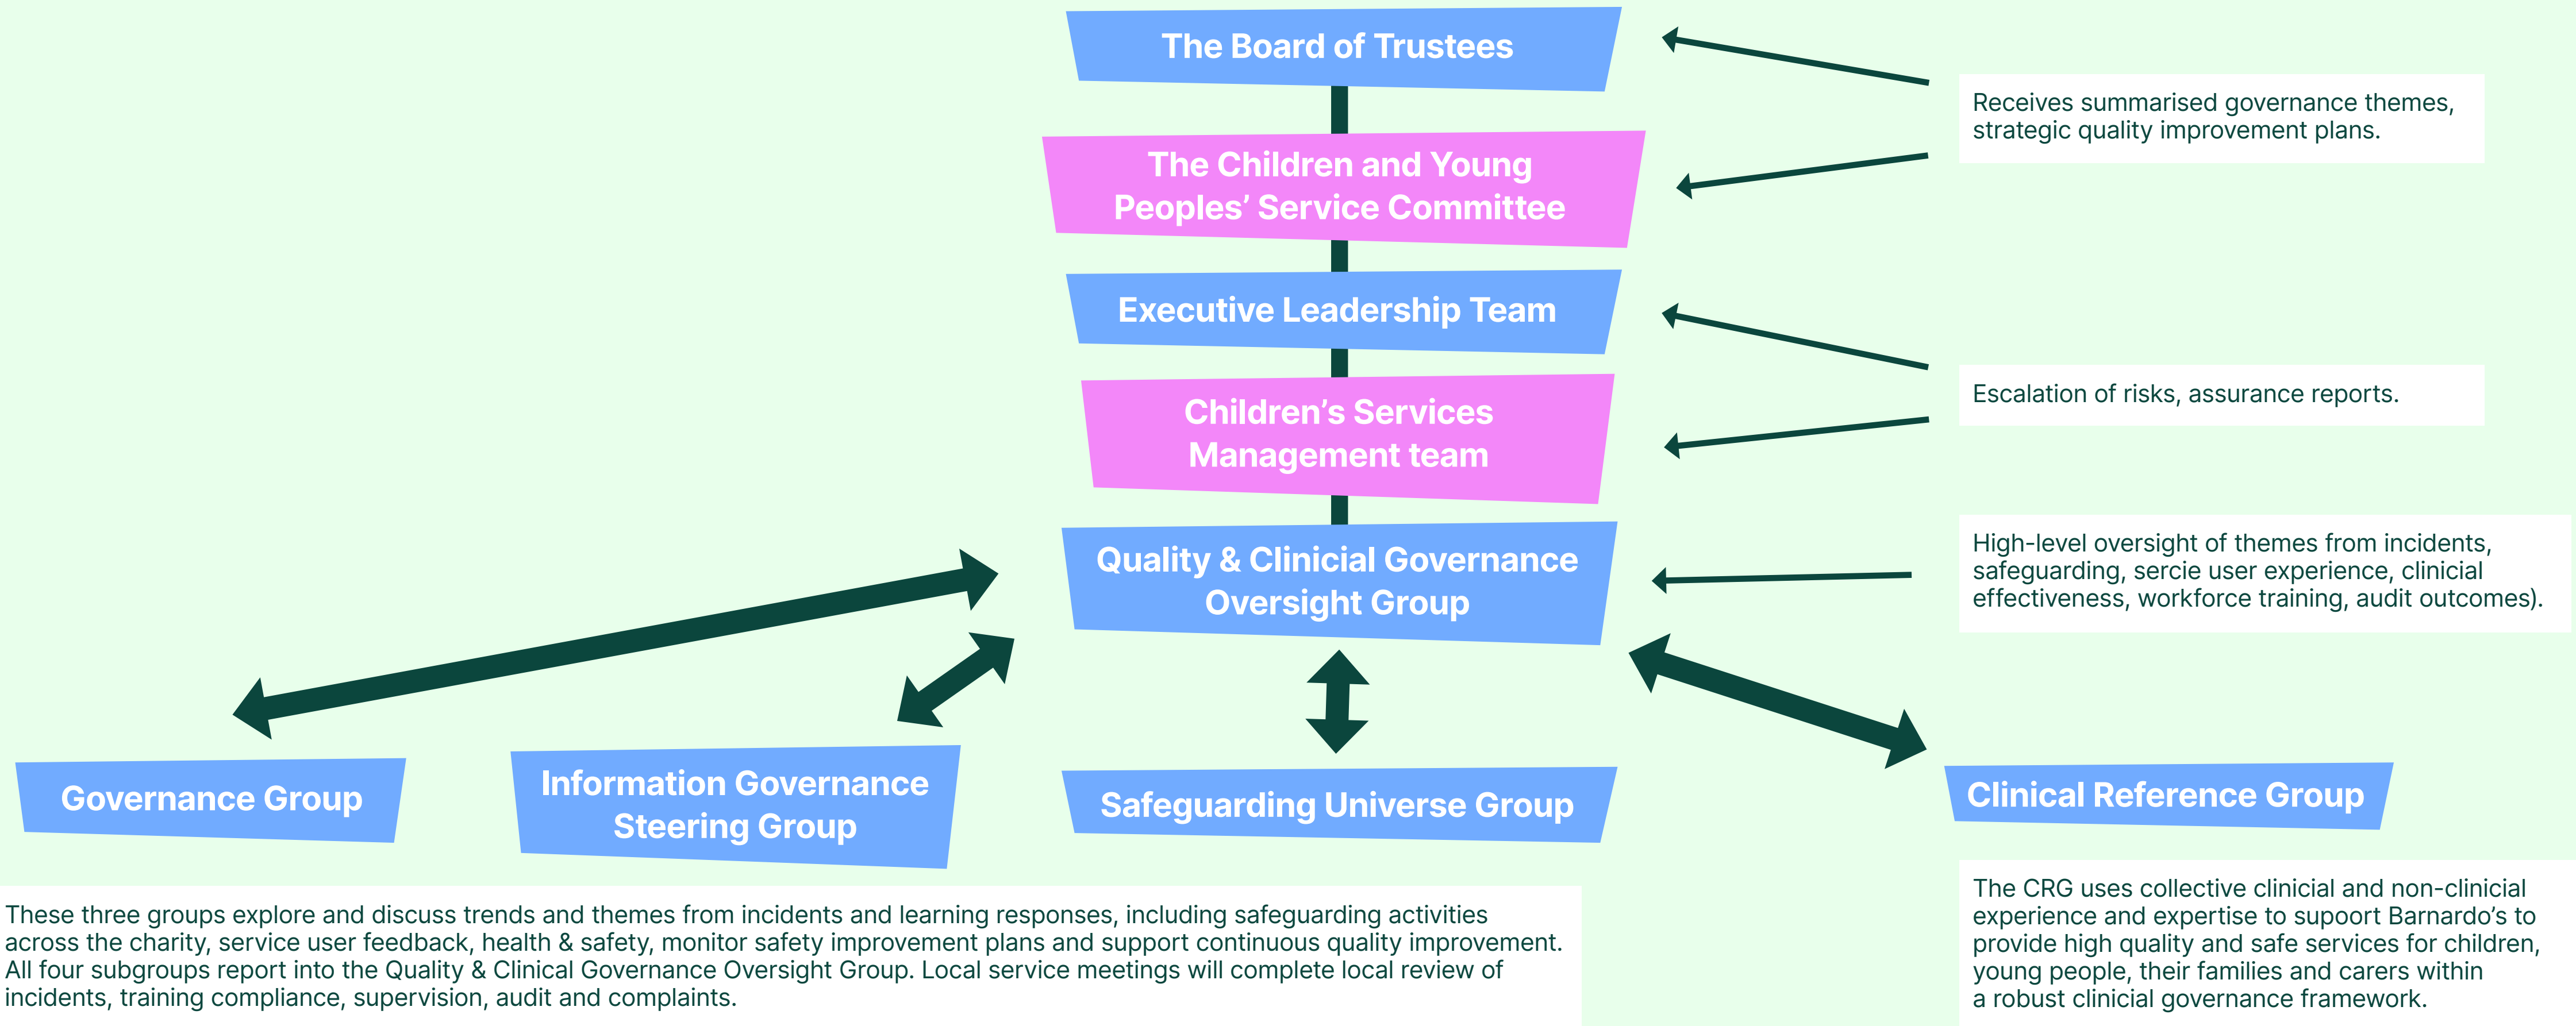 The Board of Trustees
Receives summarised governance themes,
strategic quality improvement plans.
The Children and Young
Peoples’ Service Committee
Executive Leadership Team
Escalation of risks, assurance reports.
Children’s Services
Management team
Quality & Clinicial Governance
Oversight Group
High-level oversight of themes from incidents,
safeguarding, sercie user experience, clinicial
effectiveness, workforce training, audit outcomes).
Governance Group
Information Governance
Steering Group
Safeguarding Universe Group
Clinical Reference Group
These three groups explore and discuss trends and themes from incidents and learning responses, including safeguarding activities
across the charity, service user feedback, health & safety, monitor safety improvement plans and support continuous quality improvement.
All four subgroups report into the Quality & Clinical Governance Oversight Group. Local service meetings will complete local review of
incidents, training compliance, supervision, audit and complaints.
The CRG uses collective clinicial and non-clinicial
experience and expertise to supoort Barnardo’s to
provide high quality and safe services for children,
young people, their families and carers within
a robust clinicial governance framework.